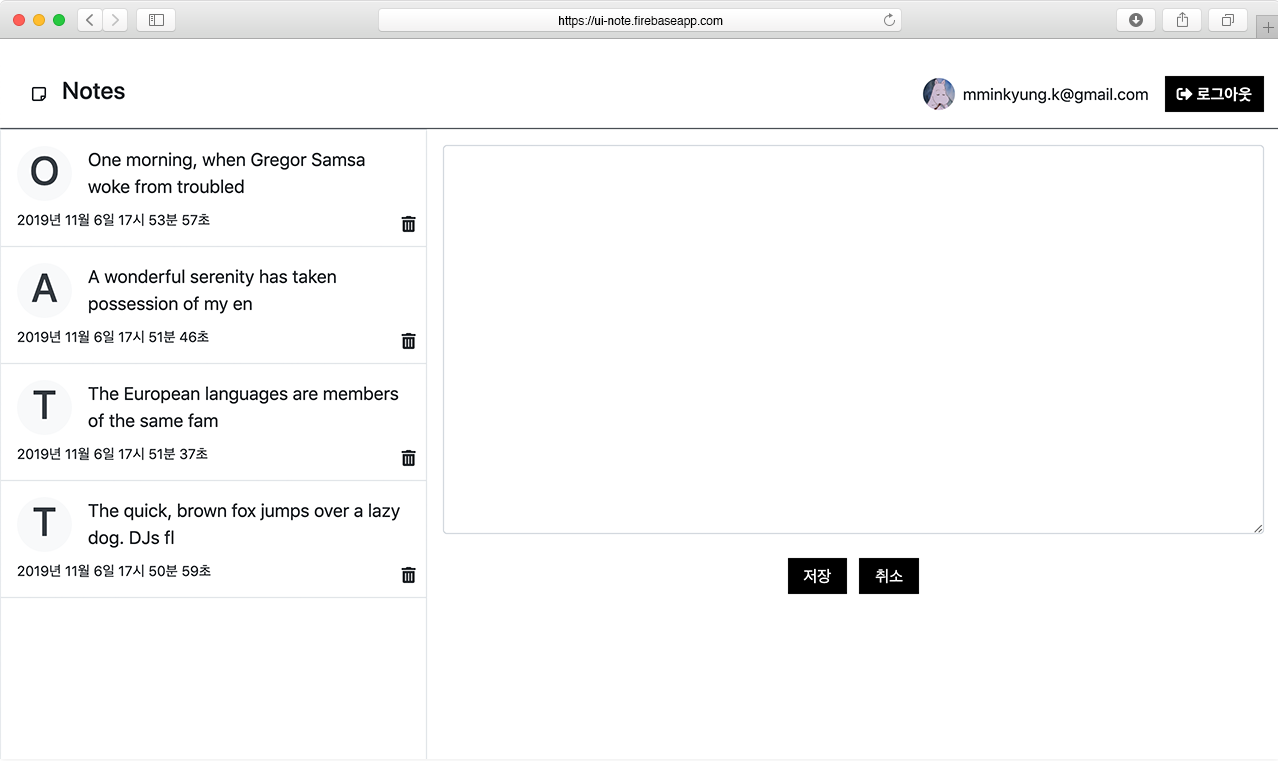 https://ui-note.firebaseapp.com
Notes
mminkyung.k@gmail.com
로그아웃
O
One morning, when Gregor Samsa
woke from troubled
2019년 11월 6일 17시 53분 57초
A
A wonderful serenity has taken
possession of my en
2019년 11월 6일 17시 51분 46초
T
The European languages are members
of the same fam
2019년 11월 6일 17시 51분 37초
T
The quick, brown fox jumps over a lazy
dog. DJs fl
2019년 11월 6일 17시 50분 59초
저장 취소